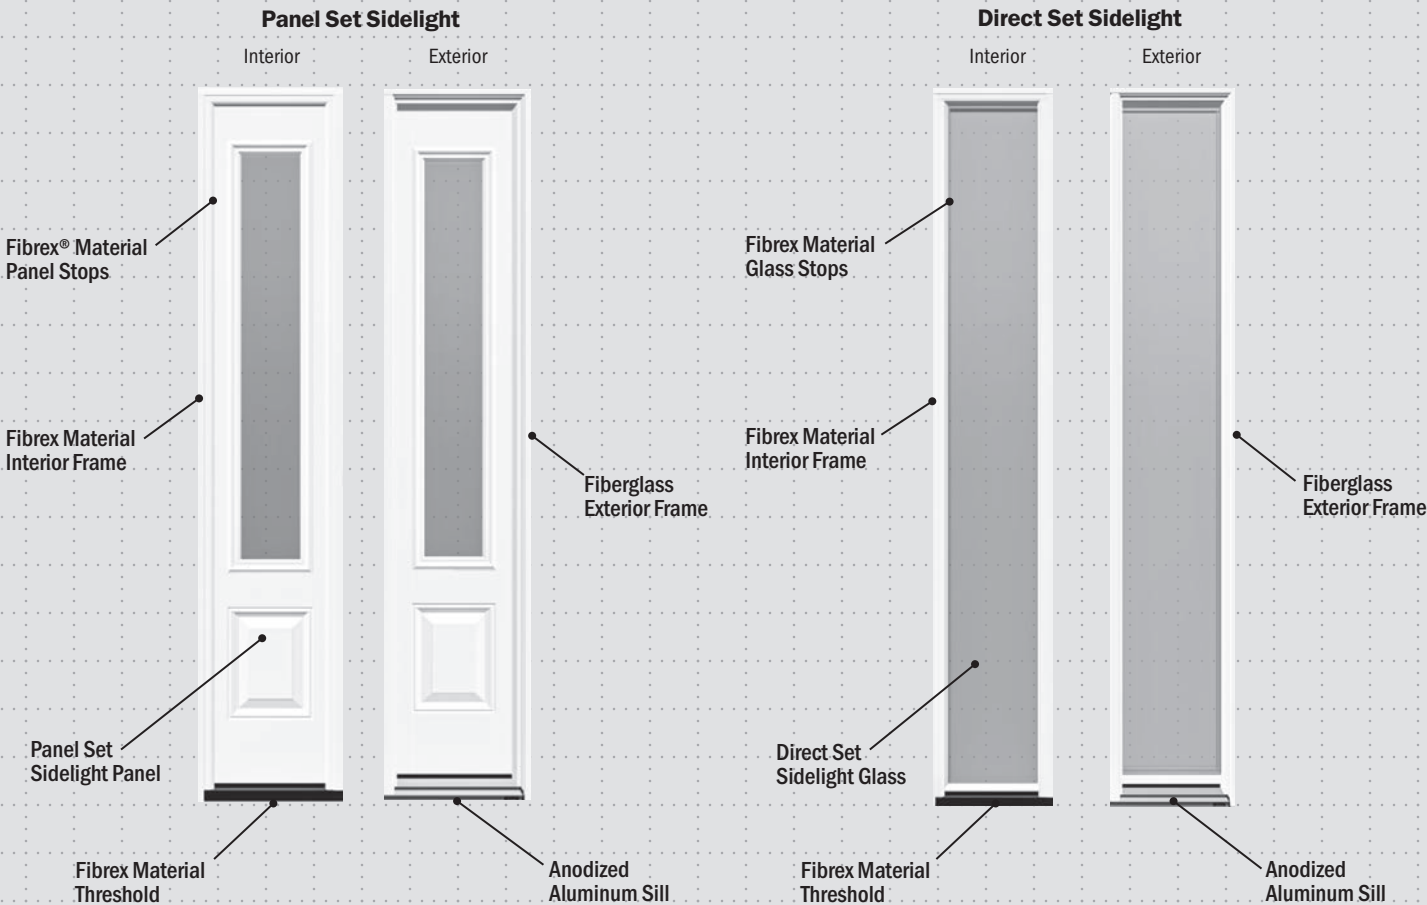 Panel Set Sidelight
Interior
Exterior
Fibrex® Material
Panel Stops
Fibrex Material
Interior Frame
Fiberglass
Exterior Frame
Panel Set
Sidelight Panel
Fibrex Material
Threshold
Anodized
Aluminum Sill
Direct Set Sidelight
Interior
Exterior
Fibrex Material
Glass Stops
Fibrex Material
Interior Frame
Fiberglass
Exterior Frame
Direct Set
Sidelight Glass
Fibrex Material
Threshold
Anodized
Aluminum Sill